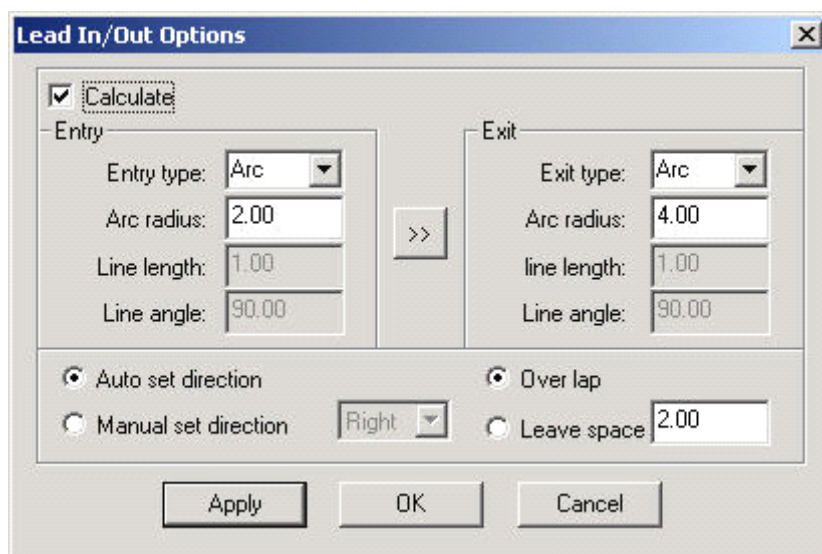 Lead In/Out Options
Calculate
Entry
Exit
Entry type: Arc
Exit type: Arc
Arc radius: 2.00
Arc radius: 4.00
>>
Line length: 1.00
line length: 1.00
Line angle: 90.00
Line angle: 90.00
Auto set direction
Over lap
Manual set direction Right
Leave space 2.00
Apply
OK
Cancel